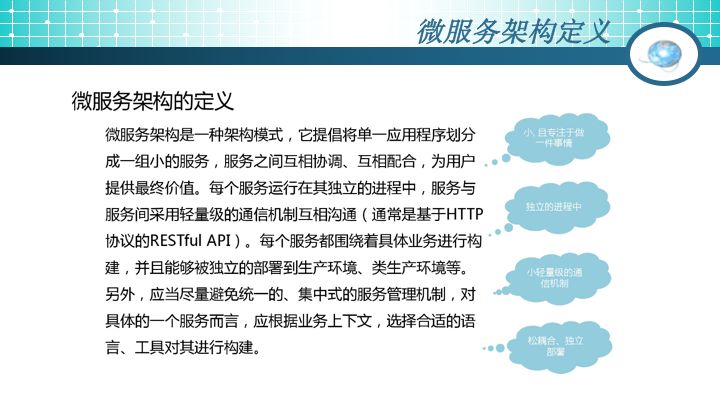 微服务架构定义
微服务架构的定义
微服务架构是一种架构模式，它提倡将单一应用程序划分
成一组小的服务，服务之间互相协调、互相配合，为用户
提供最终价值。每个服务运行在其独立的进程中，服务与
服务间采用轻量级的通信机制互相沟通（通常是基于HTTP
协议的RESTful API）。每个服务都围绕着具体业务进行构
建，并且能够被独立的部署到生产环境、类生产环境等。
另外，应当尽量避免统一的、集中式的服务管理机制，对
具体的一个服务而言，应根据业务上下文，选择合适的语
言、工具对其进行构建。
小, 且专注于做
一件事情
独立的进程中
小轻量级的通
信机制
松耦合、独立
部署